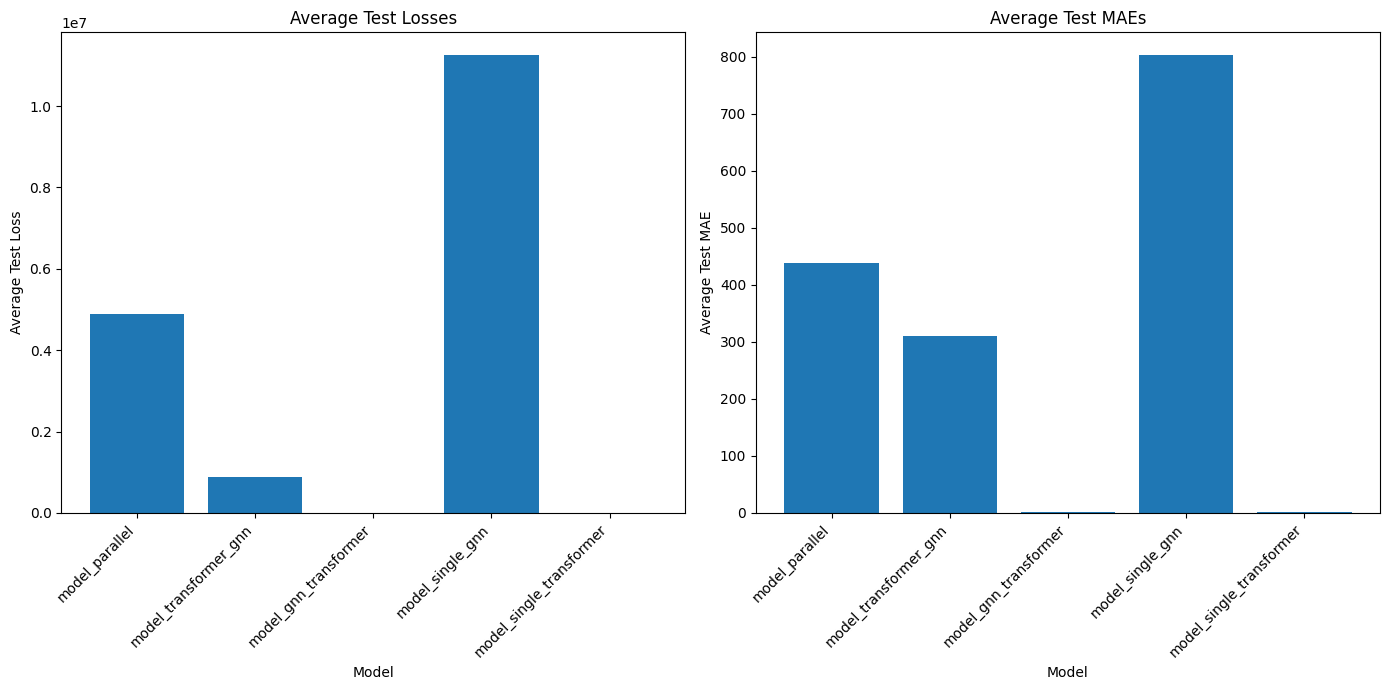 Average Test Losses
1e7
1.0
0.8
0.6
0.4
0.2
0.0
Average Test Loss
model_parallel
model_transformer_gnn
model_gnn_transformer
model_single_gnn
model_single_transformer
Model
Average Test MAEs
800
700
600
500
400
300
200
100
0
Average Test MAE
model_parallel
model_transformer_gnn
model_gnn_transformer
model_single_gnn
model_single_transformer
Model